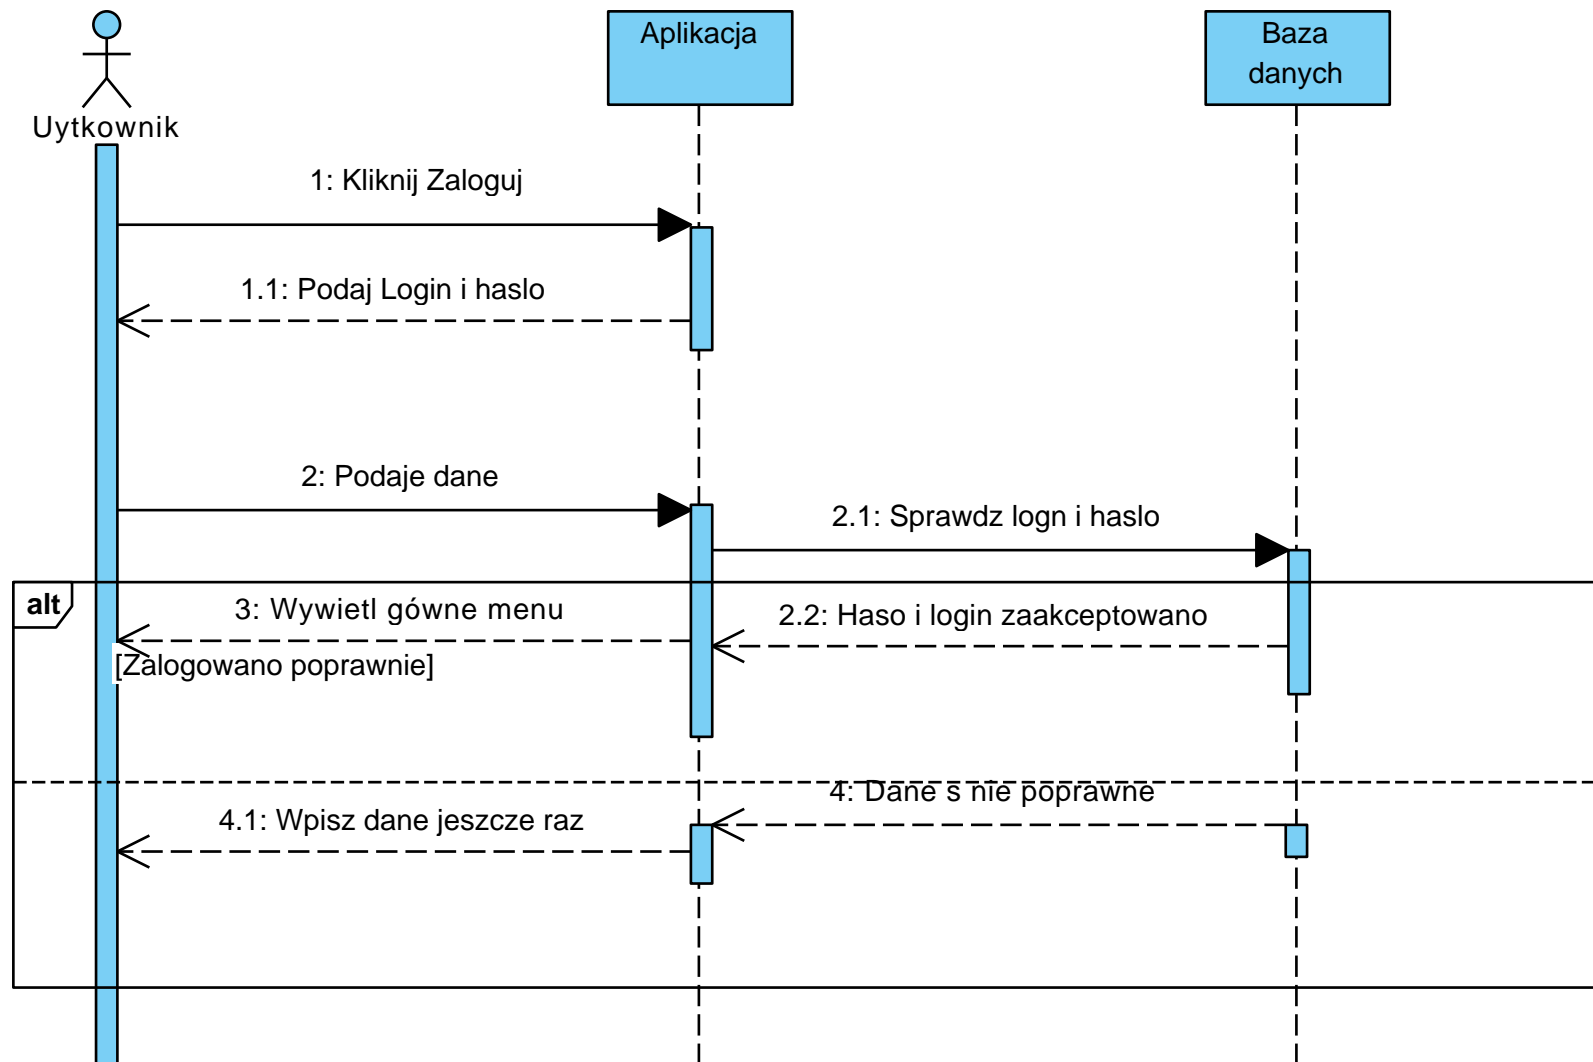 Aplikacja
Baza
danych
Uytkownik
1: Kliknij Zaloguj
1.1: Podaj Login i haslo
2: Podaje dane
2.1: Sprawdz logn i haslo
alt
3: Wywietl gówne menu
2.2: Haso i login zaakceptowano
[Zalogowano poprawnie]
4: Dane s nie poprawne
4.1: Wpisz dane jeszcze raz